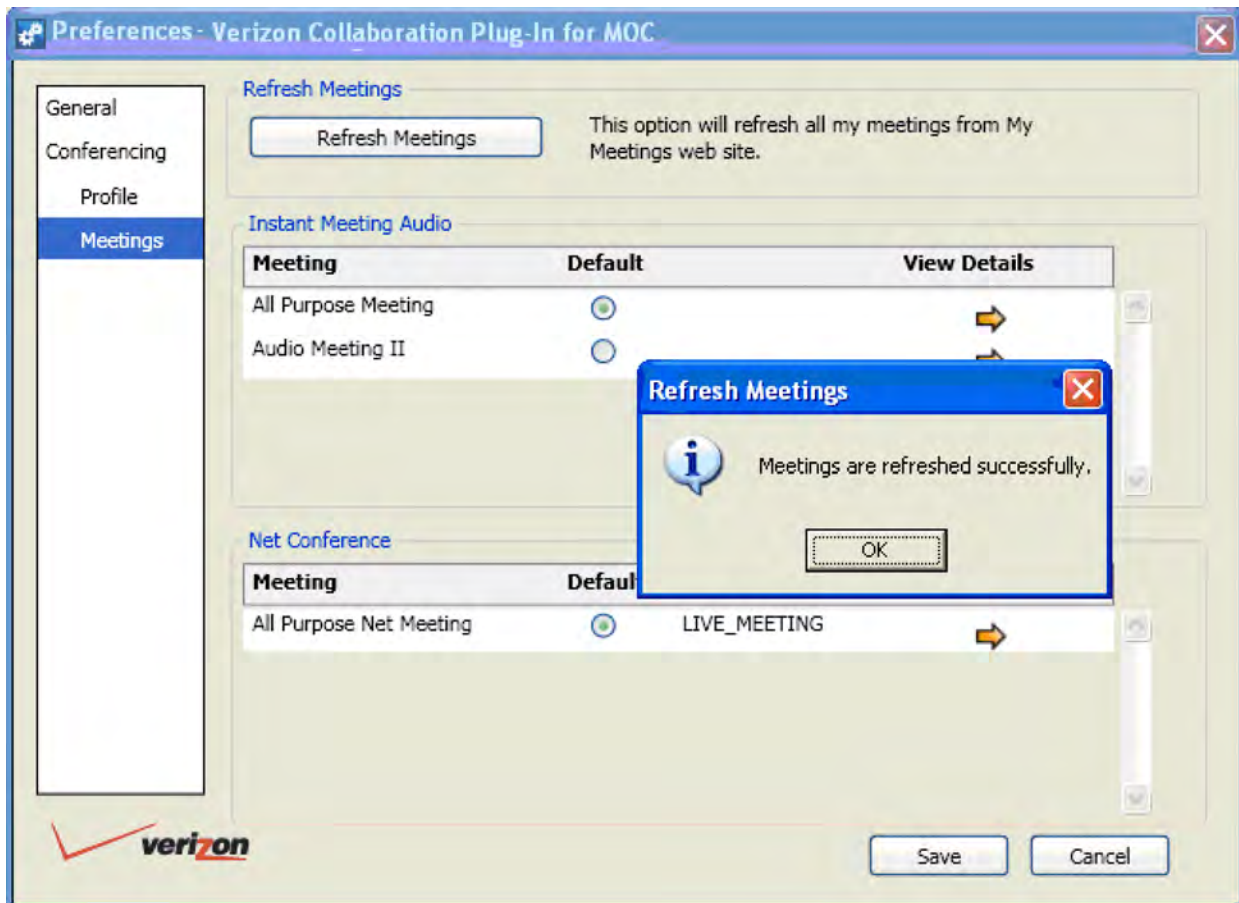 Preferences - Verizon Collaboration Plug-In for MOC
General
Conferencing
Profile
Meetings
Refresh Meetings
Refresh Meetings
This option will refresh all my meetings from My
Meetings web site.
Instant Meeting Audio
Meeting Default View Details
All Purpose Meeting
Audio Meeting II
Refresh Meetings
Meetings are refreshed successfully.
OK
Net Conference
Meeting Defaul
All Purpose Net Meeting LIVE_MEETING
verizon
Save Cancel